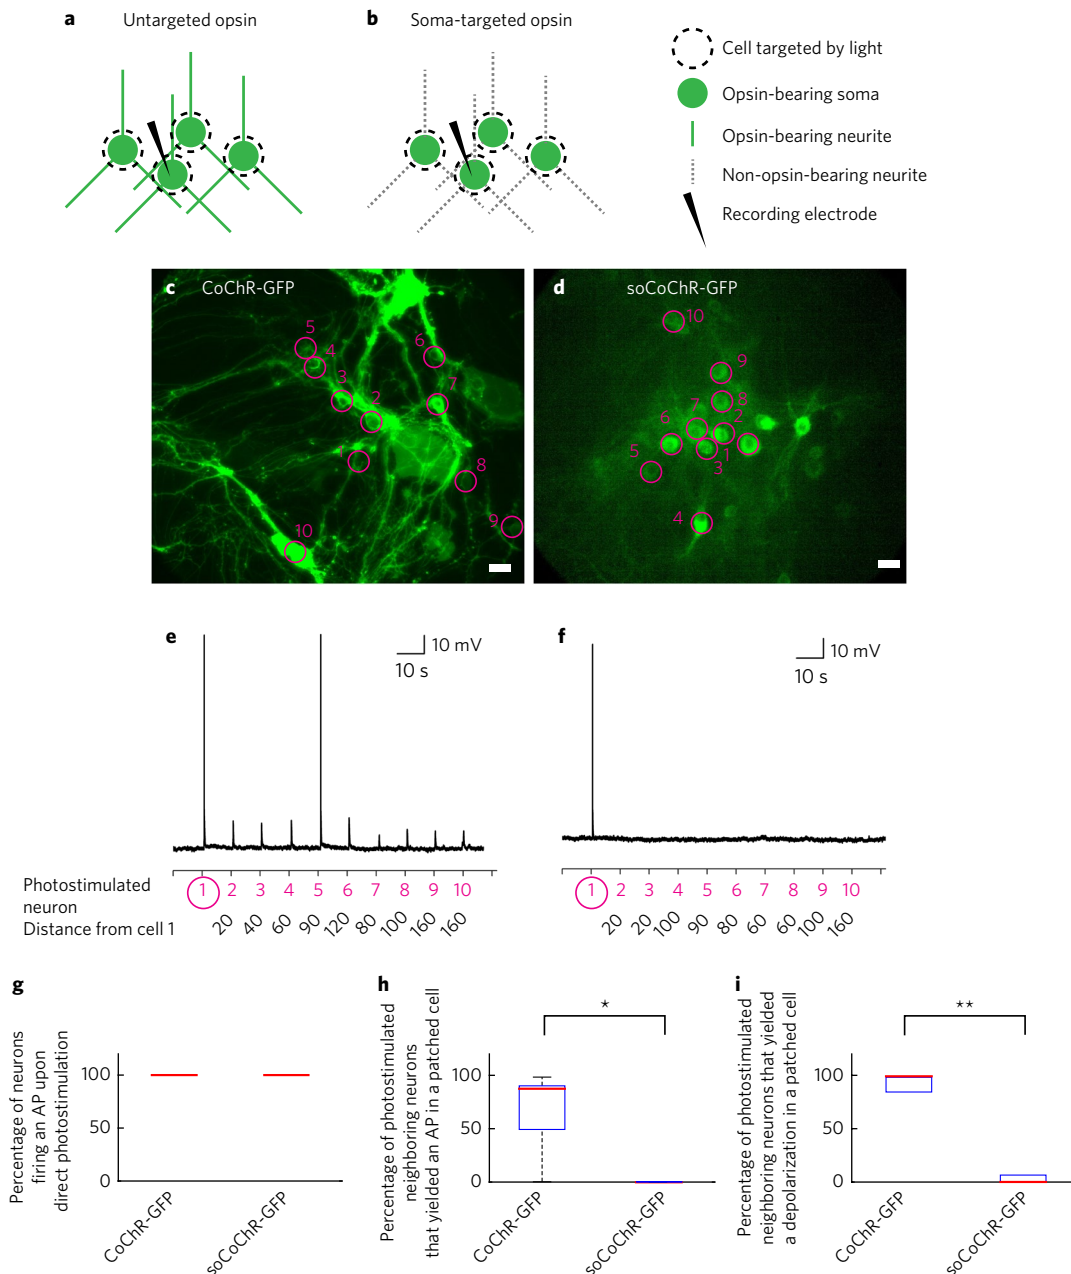 a Untargeted opsin
b Soma-targeted opsin
Cell targeted by light
Opsin-bearing soma
Opsin-bearing neurite
Non-opsin-bearing neurite
Recording electrode
c CoChR-GFP
5
4
3
2
1
6
7
8
9
10
d soCoChR-GFP
10
9
8
7
2
6
1
3
5
4
e
10 mV
10 s
f
10 mV
10 s
Photostimulated
neuron
1 2 3 4 5 6 7 8 9 10
1 2 3 4 5 6 7 8 9 10
Distance from cell 1
20 40 60 90 120 80 100 160 160
20 20 100 90 80 60 60 100 160
g
Percentage of neurons
firing an AP upon
direct photostimulation
100
50
0
CoChR-GFP
soCoChR-GFP
h
Percentage of photostimulated
neighboring neurons
that yielded an AP in a patched cell
*
100
50
0
CoChR-GFP
soCoChR-GFP
i
Percentage of photostimulated
neighboring neurons that yielded
a depolarization in a patched cell
**
100
50
0
CoChR-GFP
soCoChR-GFP